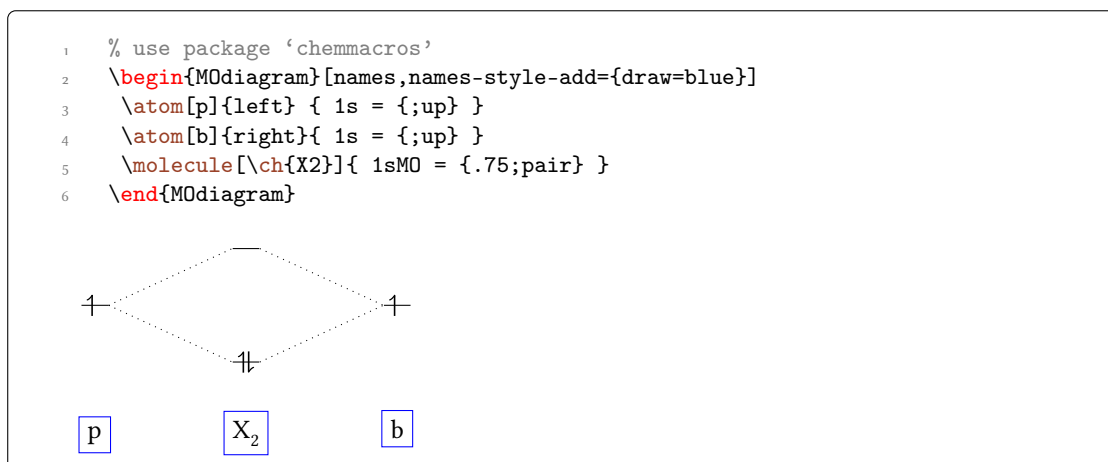 1 % use package ‘chemmacros’
2 \begin{MOdiagram}[names,names-style-add={draw=blue}]
3 \atom[p]{left} { 1s = {;up} }
4 \atom[b]{right}{ 1s = {;up} }
5 \molecule[\ch{X2}]{ 1sMO = {.75;pair} }
6 \end{MOdiagram}
p X₂ b